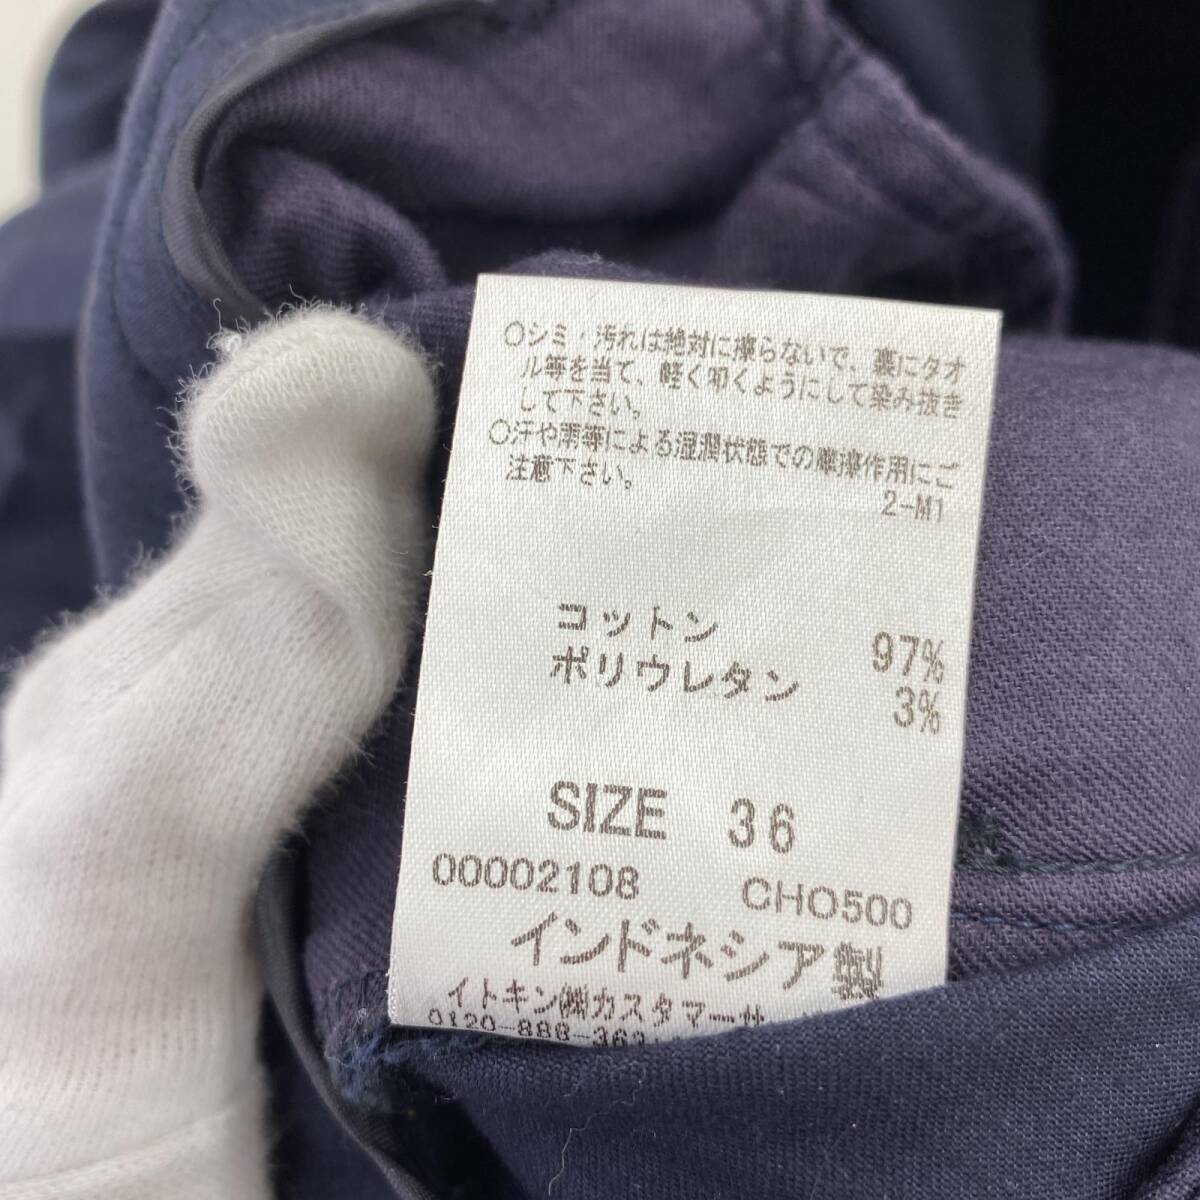 ○シミ・汚れは絶対に擦らないで、裏にタオ
ル等を当て、軽く叩くようにして染み抜き
して下さい。
○汗や雨等による湿潤状態での摩擦作用にご
注意下さい。
2-M1
コットン 97%
ポリウレタン 3%
SIZE 36
00002108 CHO500
インドネシア製
イトキン㈱カスタマーサ
0120-888-363